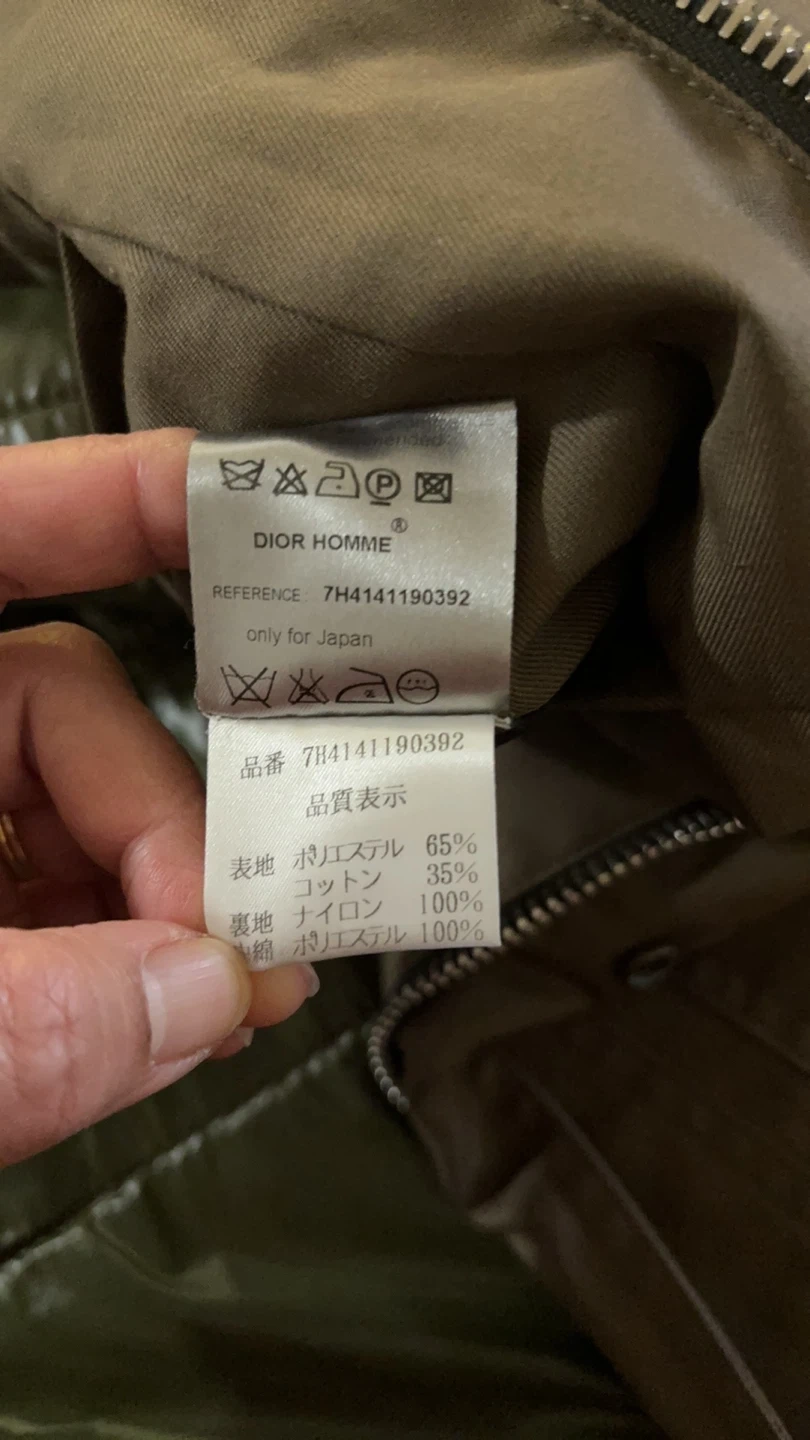 DIOR HOMME®
REFERENCE: 7H4141190392
only for Japan
品番 7H4141190392
品質表示
表地 ポリエステル 65%
コットン 35%
裏地 ナイロン 100%
綿 ポリエステル 100%